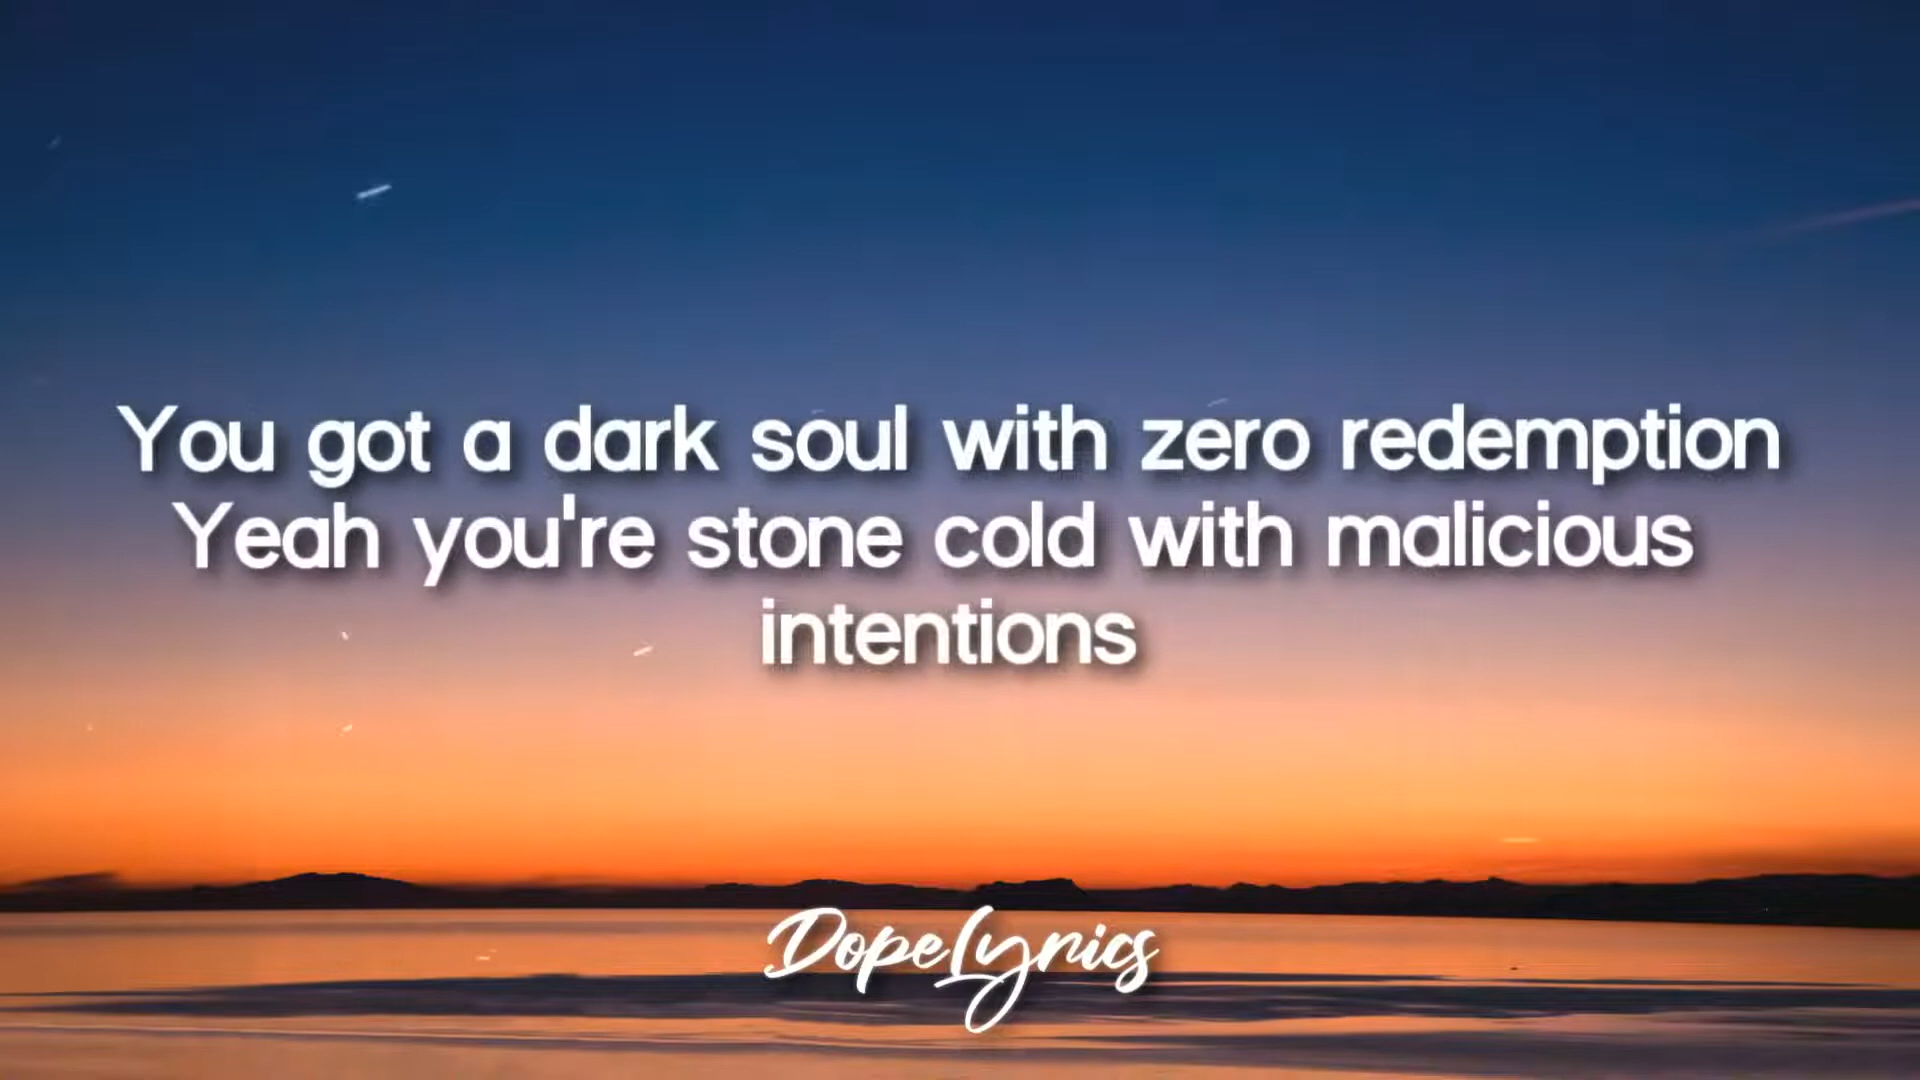 You got a dark soul with zero redemption
Yeah you're stone cold with malicious
intentions
DopeLyrics